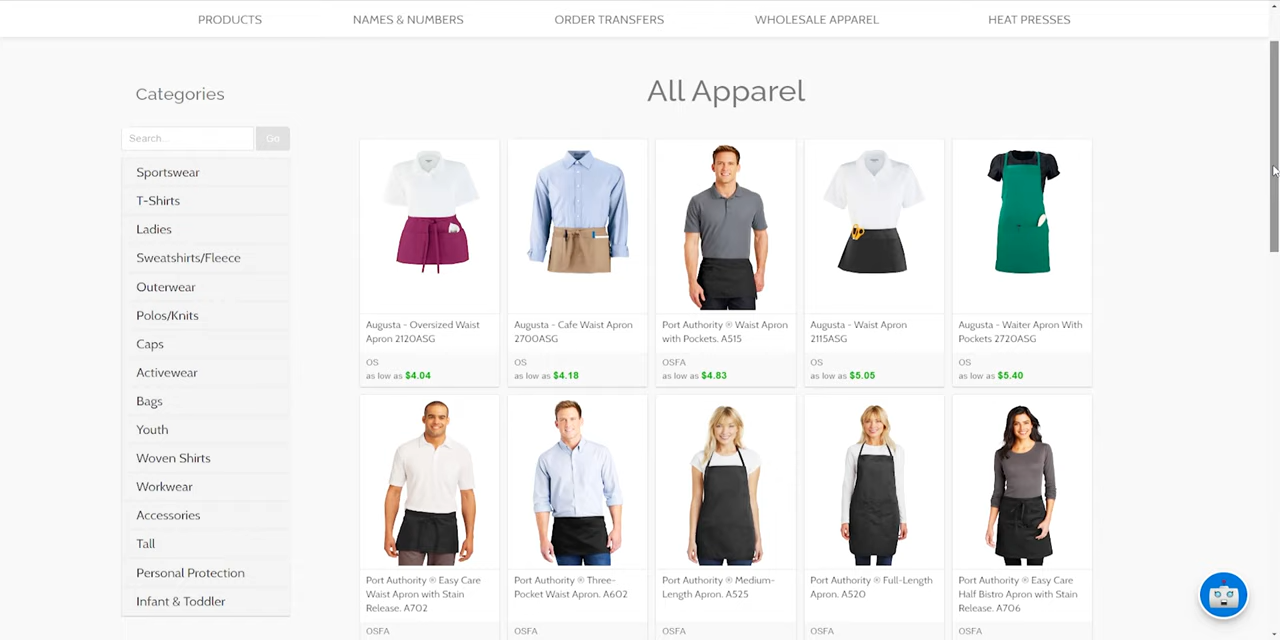 PRODUCTS
NAMES & NUMBERS
ORDER TRANSFERS
WHOLESALE APPAREL
HEAT PRESSES
Categories
Search...
Go
Sportswear
T-Shirts
Ladies
Sweatshirts/Fleece
Outerwear
Polos/Knits
Caps
Activewear
Bags
Youth
Woven Shirts
Workwear
Accessories
Tall
Personal Protection
Infant & Toddler
All Apparel
Augusta - Oversized Waist
Apron 2120ASG
OS
as low as $4.04
Augusta - Cafe Waist Apron
2700ASG
OS
as low as $4.18
Port Authority ® Waist Apron
with Pockets. A515
OSFA
as low as $4.83
Augusta - Waist Apron
2115ASG
OS
as low as $5.05
Augusta - Waiter Apron With
Pockets 2720ASG
OS
as low as $5.40
Port Authority ® Easy Care
Waist Apron with Stain
Release. A702
OSFA
Port Authority ® Three-
Pocket Waist Apron. A602
OSFA
Port Authority ® Medium-
Length Apron. A525
OSFA
Port Authority ® Full-Length
Apron. A520
OSFA
Port Authority ® Easy Care
Half Bistro Apron with Stain
Release. A706
OSFA